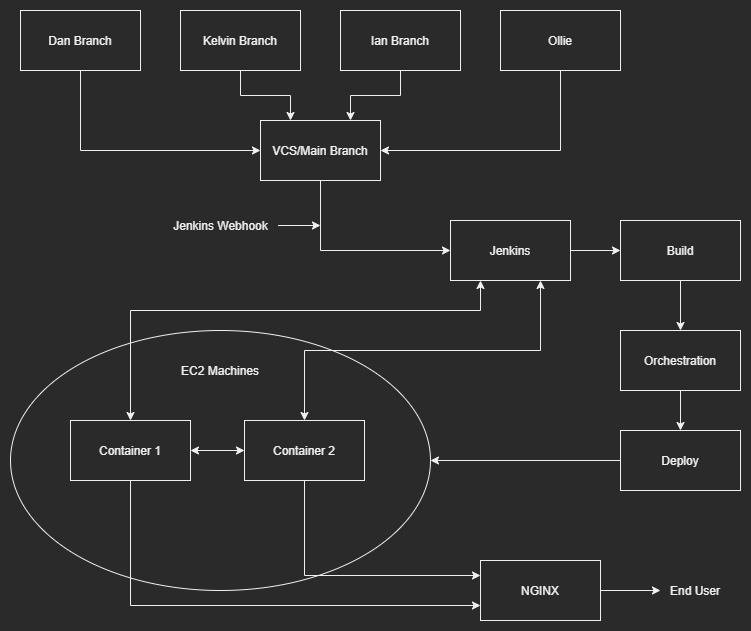 Dan Branch
Kelvin Branch
Ian Branch
Ollie
VCS/Main Branch
Jenkins Webhook
Jenkins
Build
Orchestration
EC2 Machines
Container 1
Container 2
Deploy
NGINX
End User